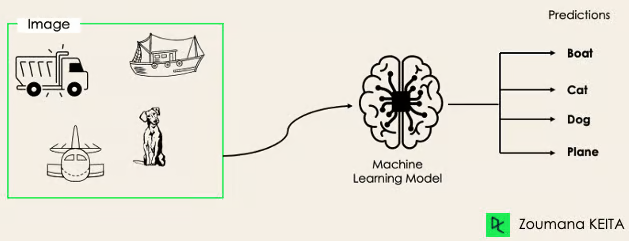 Image
Predictions
Boat
Cat
Dog
Plane
Machine
Learning Model
Zoumana KEITA